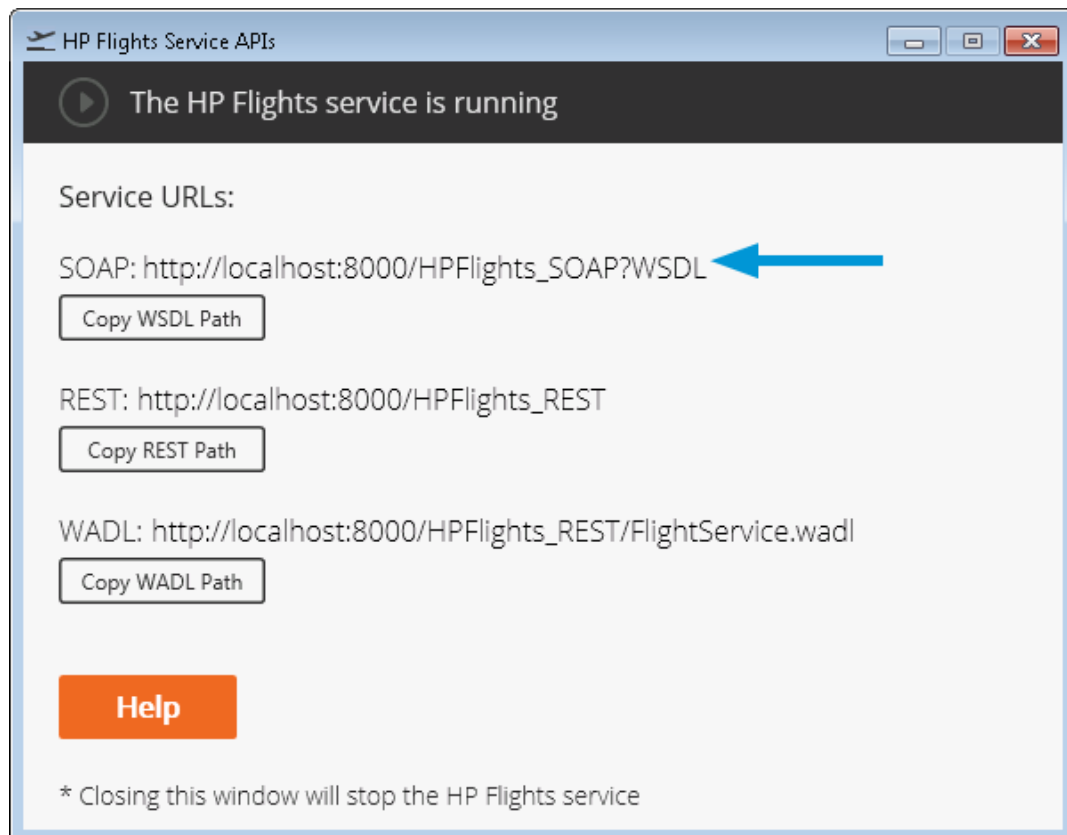 HP Flights Service APIs
The HP Flights service is running
Service URLs:
SOAP: http://localhost:8000/HPFlights_SOAP?WSDL
Copy WSDL Path
REST: http://localhost:8000/HPFlights_REST
Copy REST Path
WADL: http://localhost:8000/HPFlights_REST/FlightService.wadl
Copy WADL Path
Help
* Closing this window will stop the HP Flights service